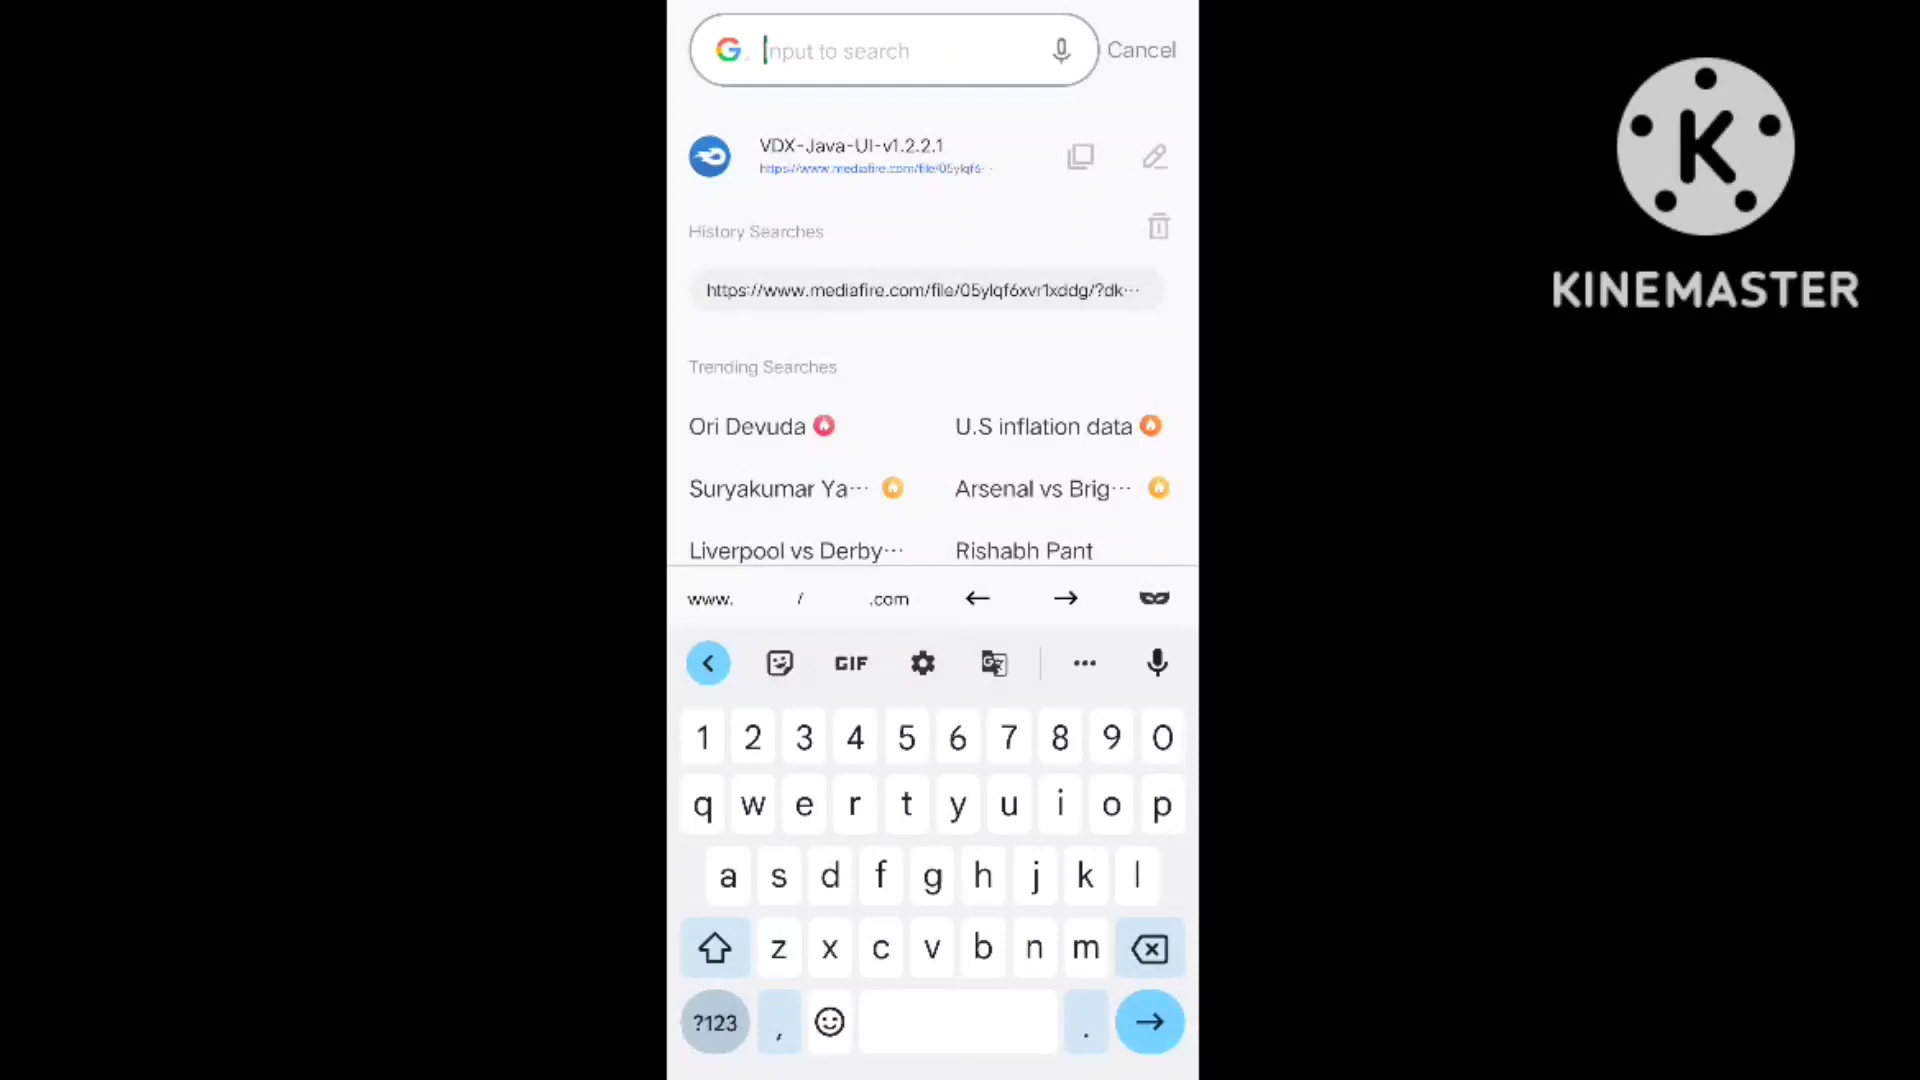 Input to search
Cancel
VDX-Java-UI-v1.2.2.1
https://www.mediafire.com/file/05ylqf6···
History Searches
https://www.mediafire.com/file/05ylqf6xvr1xddg/?dk···
Trending Searches
Ori Devuda
U.S inflation data
Suryakumar Ya···
Arsenal vs Brig···
Liverpool vs Derby···
Rishabh Pant
www. / .com ← →
GIF ···
1 2 3 4 5 6 7 8 9 0
q w e r t y u i o p
a s d f g h j k l
z x c v b n m
?123 , .
K
KINEMASTER